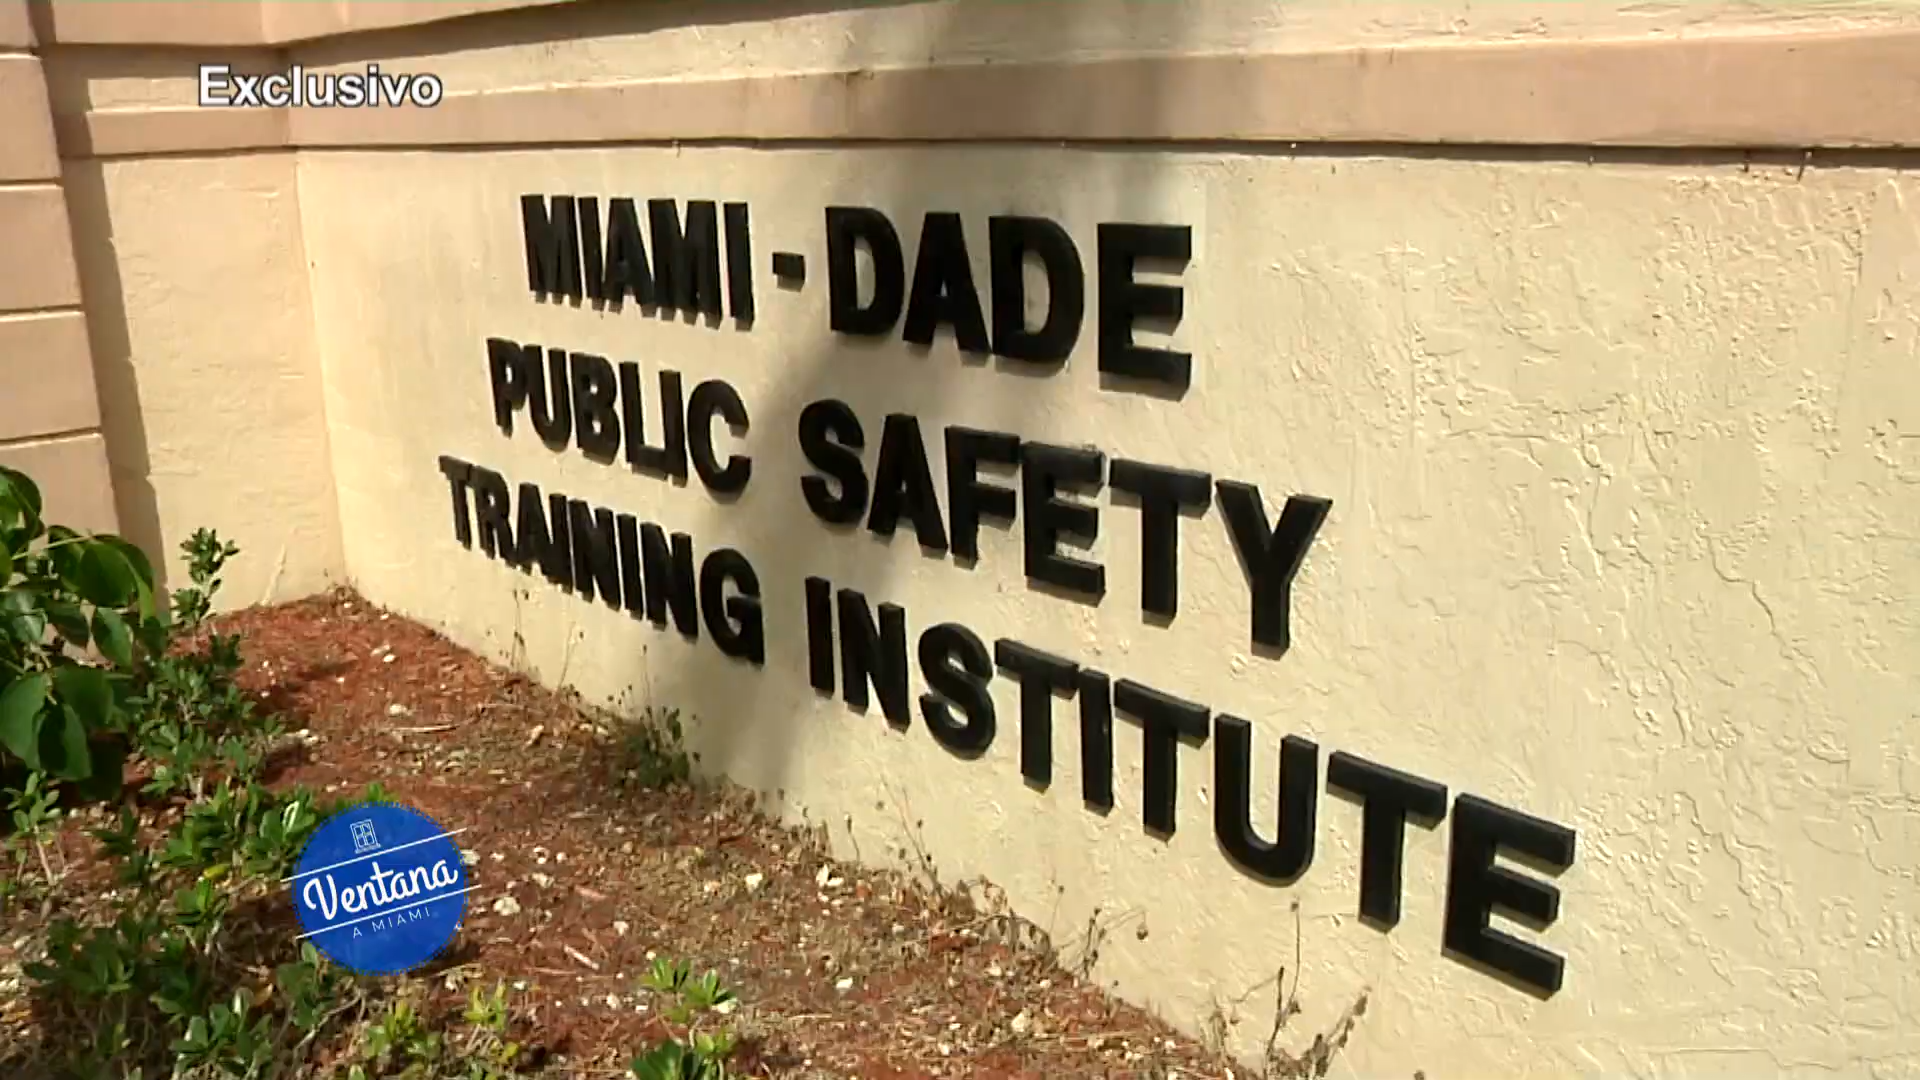 Exclusivo
MIAMI-DADE
PUBLIC SAFETY
TRAINING INSTITUTE
Ventana
A MIAMI